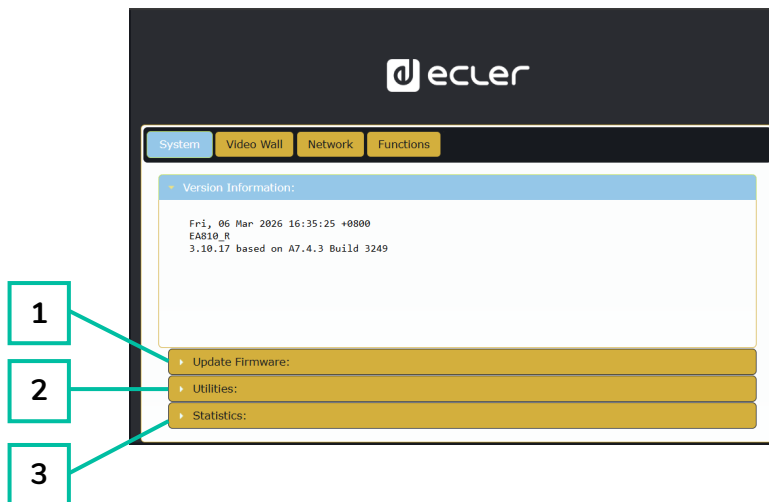 ecler
System Video Wall Network Functions
Version Information:
Fri, 06 Mar 2026 16:35:25 +0800
EA810_R
3.10.17 based on A7.4.3 Build 3249
1
Update Firmware:
2
Utilities:
Statistics:
3